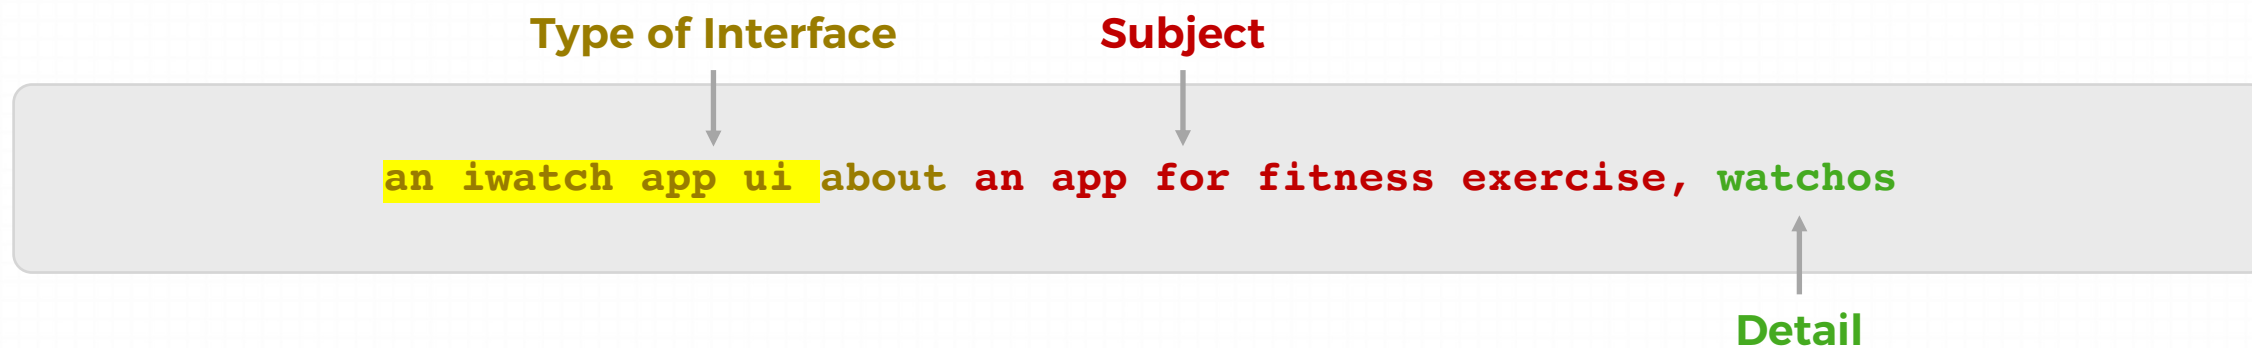 Type of Interface Subject
an iwatch app ui about an app for fitness exercise, watchos
Detail